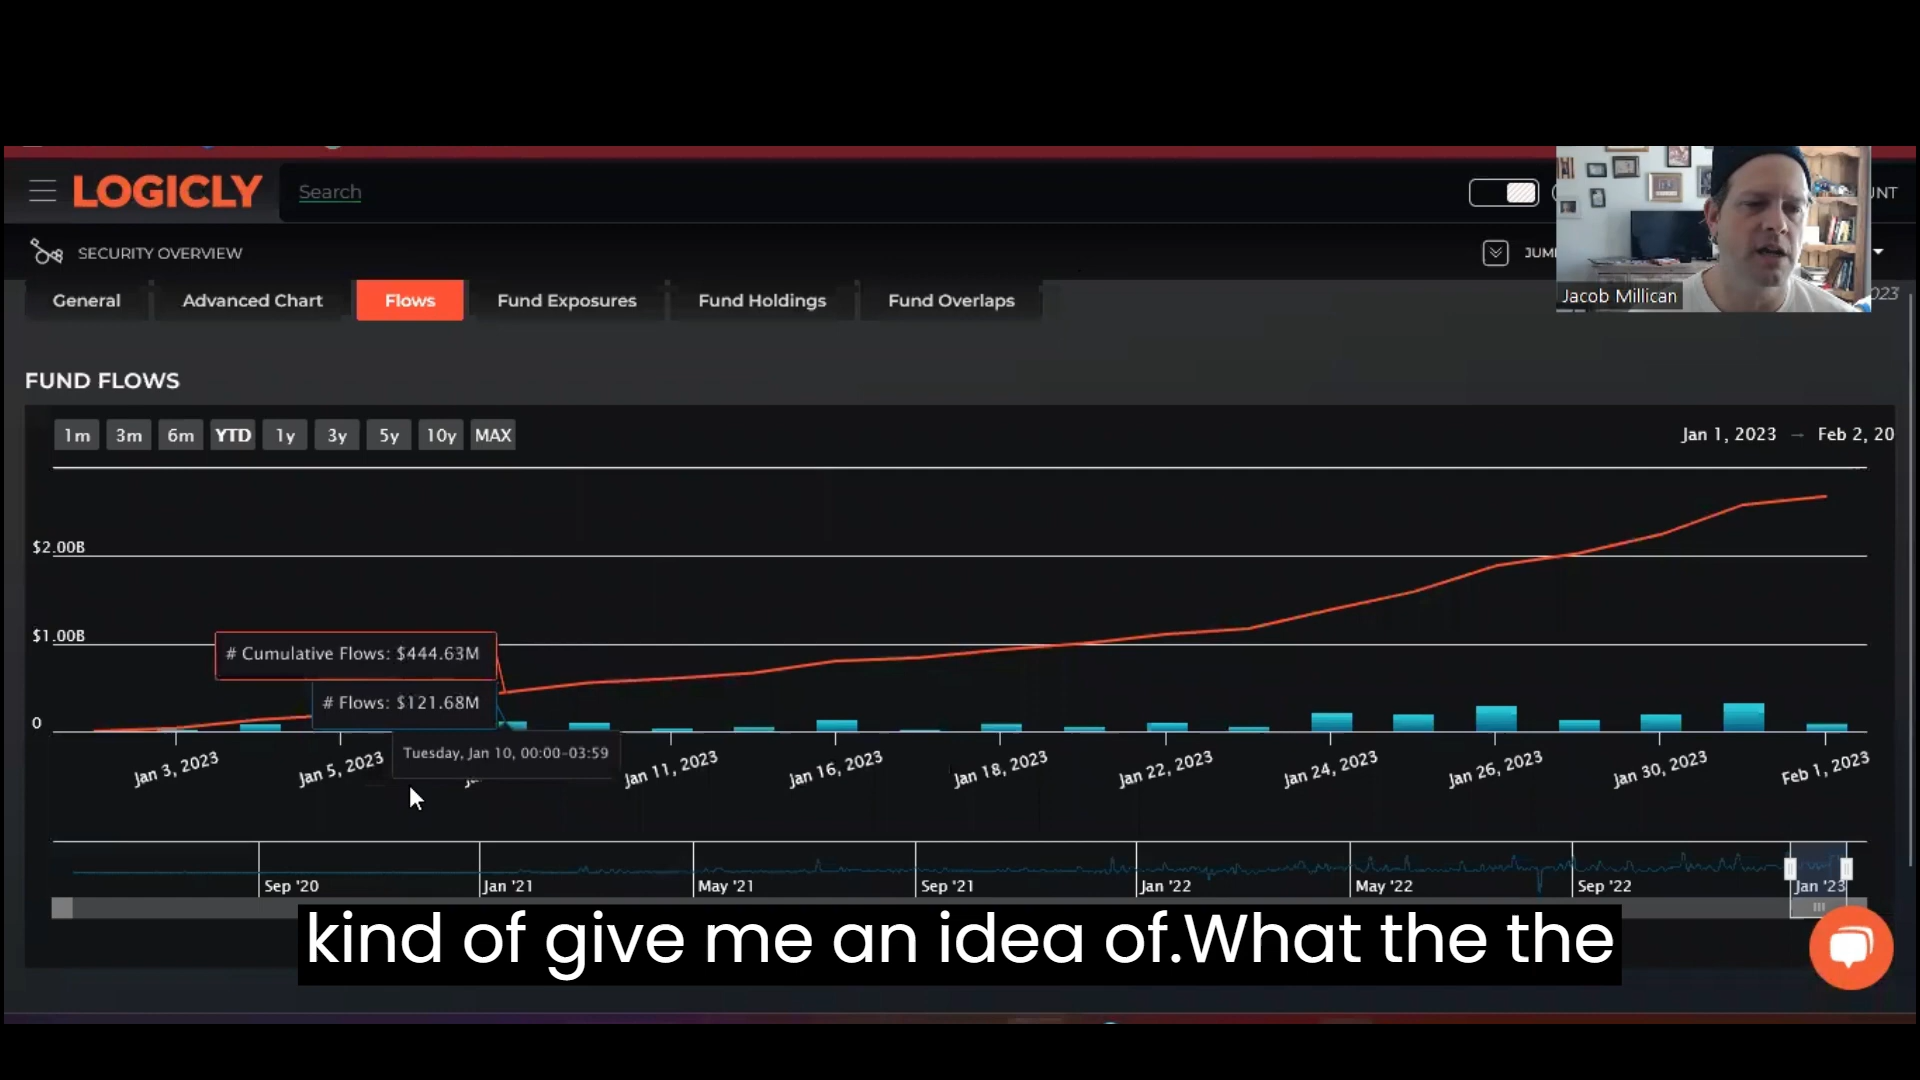 LOGICLY
Search
UNT
SECURITY OVERVIEW
JUM
General
Advanced Chart
Flows
Fund Exposures
Fund Holdings
Fund Overlaps
Jacob Millican
023
FUND FLOWS
1m
3m
6m
YTD
1y
3y
5y
10y
MAX
Jan 1, 2023 → Feb 2, 20
$2.00B
$1.00B
0
# Cumulative Flows: $444.63M
# Flows: $121.68M
Tuesday, Jan 10, 00:00-03:59
Jan 3, 2023
Jan 5, 2023
Jan 11, 2023
Jan 16, 2023
Jan 18, 2023
Jan 22, 2023
Jan 24, 2023
Jan 26, 2023
Jan 30, 2023
Feb 1, 2023
Sep '20
Jan '21
May '21
Sep '21
Jan '22
May '22
Sep '22
Jan '23
kind of give me an idea of.What the the